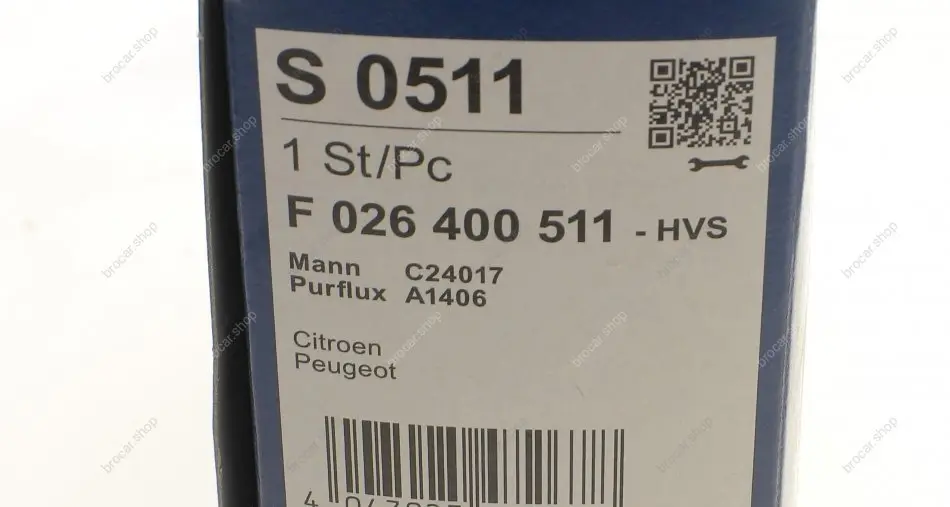 S 0511
1 St/Pc
F 026 400 511 - HVS
Mann C24017
Purflux A1406
Citroen
Peugeot
brocar.shop